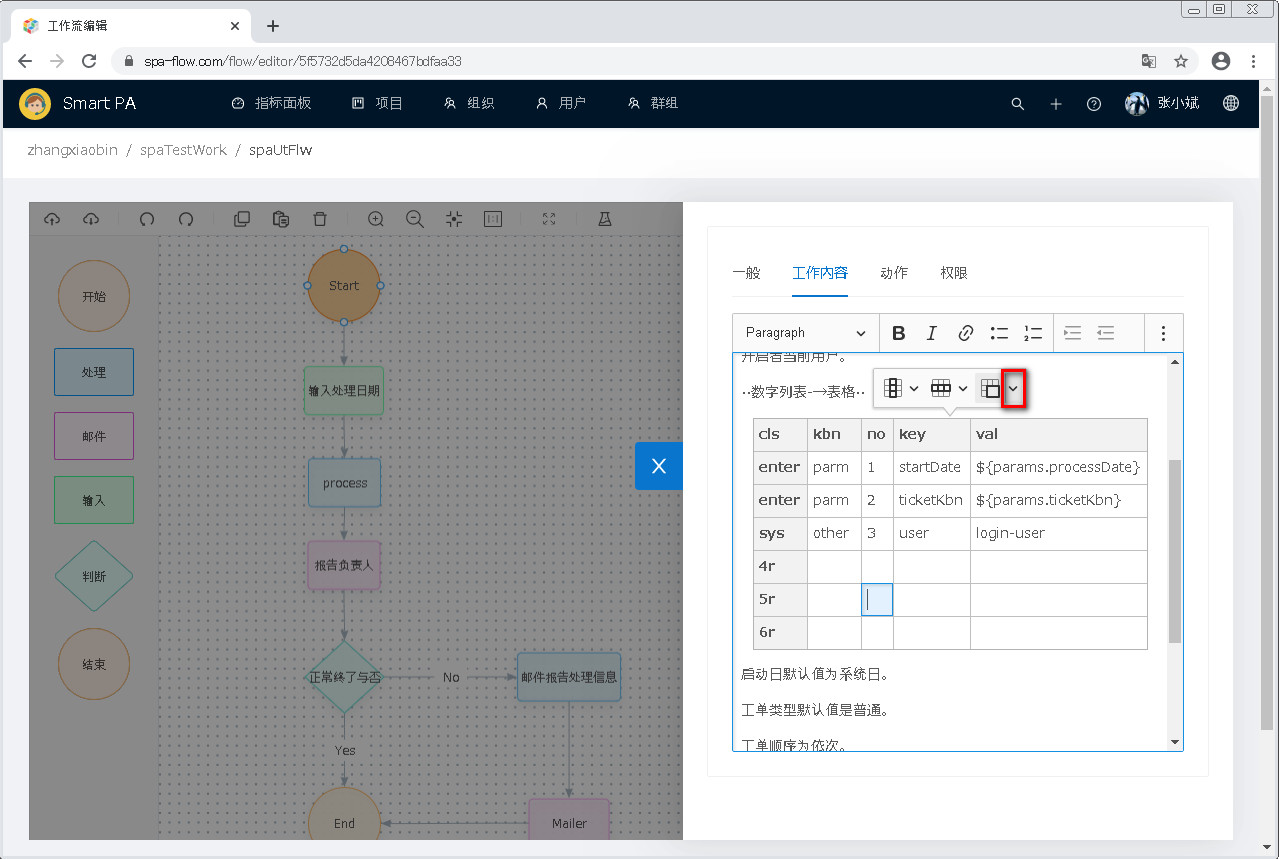 工作流编辑
spa-flow.com/flow/editor/5f5732d5da4208467bdfaa33
Smart PA 指标面板 项目 组织 用户 群组 张小斌
zhangxiaobin / spaTestWork / spaUtFlw
一般 工作内容 动作 权限
Paragraph
开启者当前用户。
··数字列表-→表格··
cls kbn no key val
enter parm 1 startDate ${params.processDate}
enter parm 2 ticketKbn ${params.ticketKbn}
sys other 3 user login-user
4r
5r
6r
启动日默认值为系统日。
工单类型默认值是普通。
工单顺序为依次。
X
开始
处理
邮件
输入
判断
结束
Start
输入处理日期
process
报告负责人
正常终了与否
No
邮件报告处理信息
Yes
End
Mailer